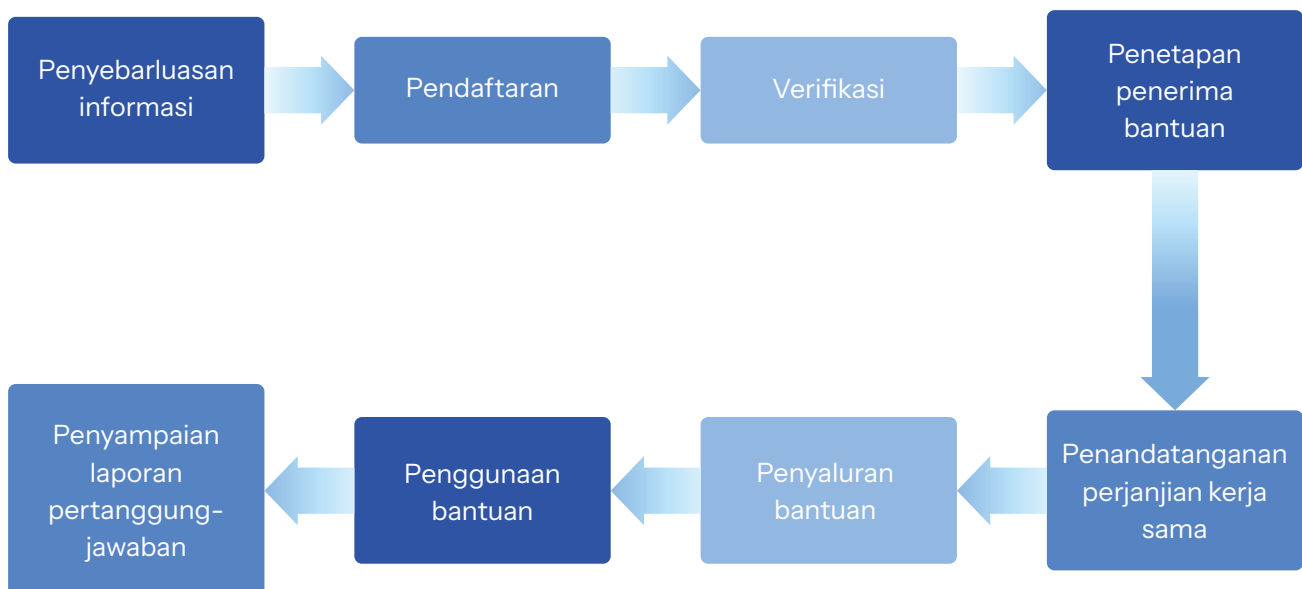 Penyebarluasan
informasi
Pendaftaran
Verifikasi
Penetapan
penerima
bantuan
Penandatanganan
perjanjian kerja
sama
Penyaluran
bantuan
Penggunaan
bantuan
Penyampaian
laporan
pertanggung-
jawaban